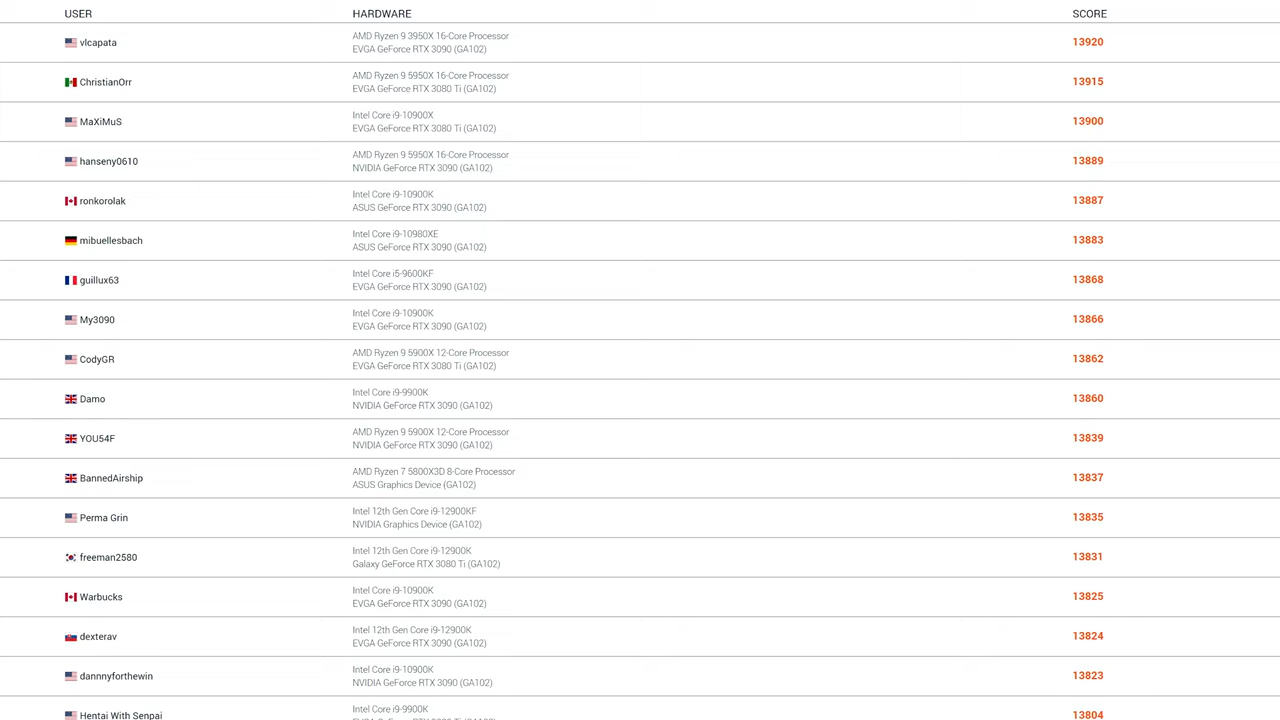 USER HARDWARE SCORE
vlcapata AMD Ryzen 9 3950X 16-Core Processor 13920
EVGA GeForce RTX 3090 (GA102)
ChristianOrr AMD Ryzen 9 5950X 16-Core Processor 13915
EVGA GeForce RTX 3080 Ti (GA102)
MaXiMuS Intel Core i9-10900X 13900
EVGA GeForce RTX 3080 Ti (GA102)
hanseny0610 AMD Ryzen 9 5950X 16-Core Processor 13889
NVIDIA GeForce RTX 3090 (GA102)
ronkorolak Intel Core i9-10900K 13887
ASUS GeForce RTX 3090 (GA102)
mibuellesbach Intel Core i9-10980XE 13883
ASUS GeForce RTX 3090 (GA102)
guillux63 Intel Core i5-9600KF 13868
EVGA GeForce RTX 3090 (GA102)
My3090 Intel Core i9-10900K 13866
EVGA GeForce RTX 3090 (GA102)
CodyGR AMD Ryzen 9 5900X 12-Core Processor 13862
EVGA GeForce RTX 3080 Ti (GA102)
Damo Intel Core i9-9900K 13860
NVIDIA GeForce RTX 3090 (GA102)
YOU54F AMD Ryzen 9 5900X 12-Core Processor 13839
NVIDIA GeForce RTX 3090 (GA102)
BannedAirship AMD Ryzen 7 5800X3D 8-Core Processor 13837
ASUS Graphics Device (GA102)
Perma Grin Intel 12th Gen Core i9-12900KF 13835
NVIDIA Graphics Device (GA102)
freeman2580 Intel 12th Gen Core i9-12900K 13831
Galaxy GeForce RTX 3080 Ti (GA102)
Warbucks Intel Core i9-10900K 13825
EVGA GeForce RTX 3090 (GA102)
dexterav Intel 12th Gen Core i9-12900K 13824
EVGA GeForce RTX 3090 (GA102)
dannnyforthewin Intel Core i9-10900K 13823
NVIDIA GeForce RTX 3090 (GA102)
Hentai With Senpai Intel Core i9-9900K 13804